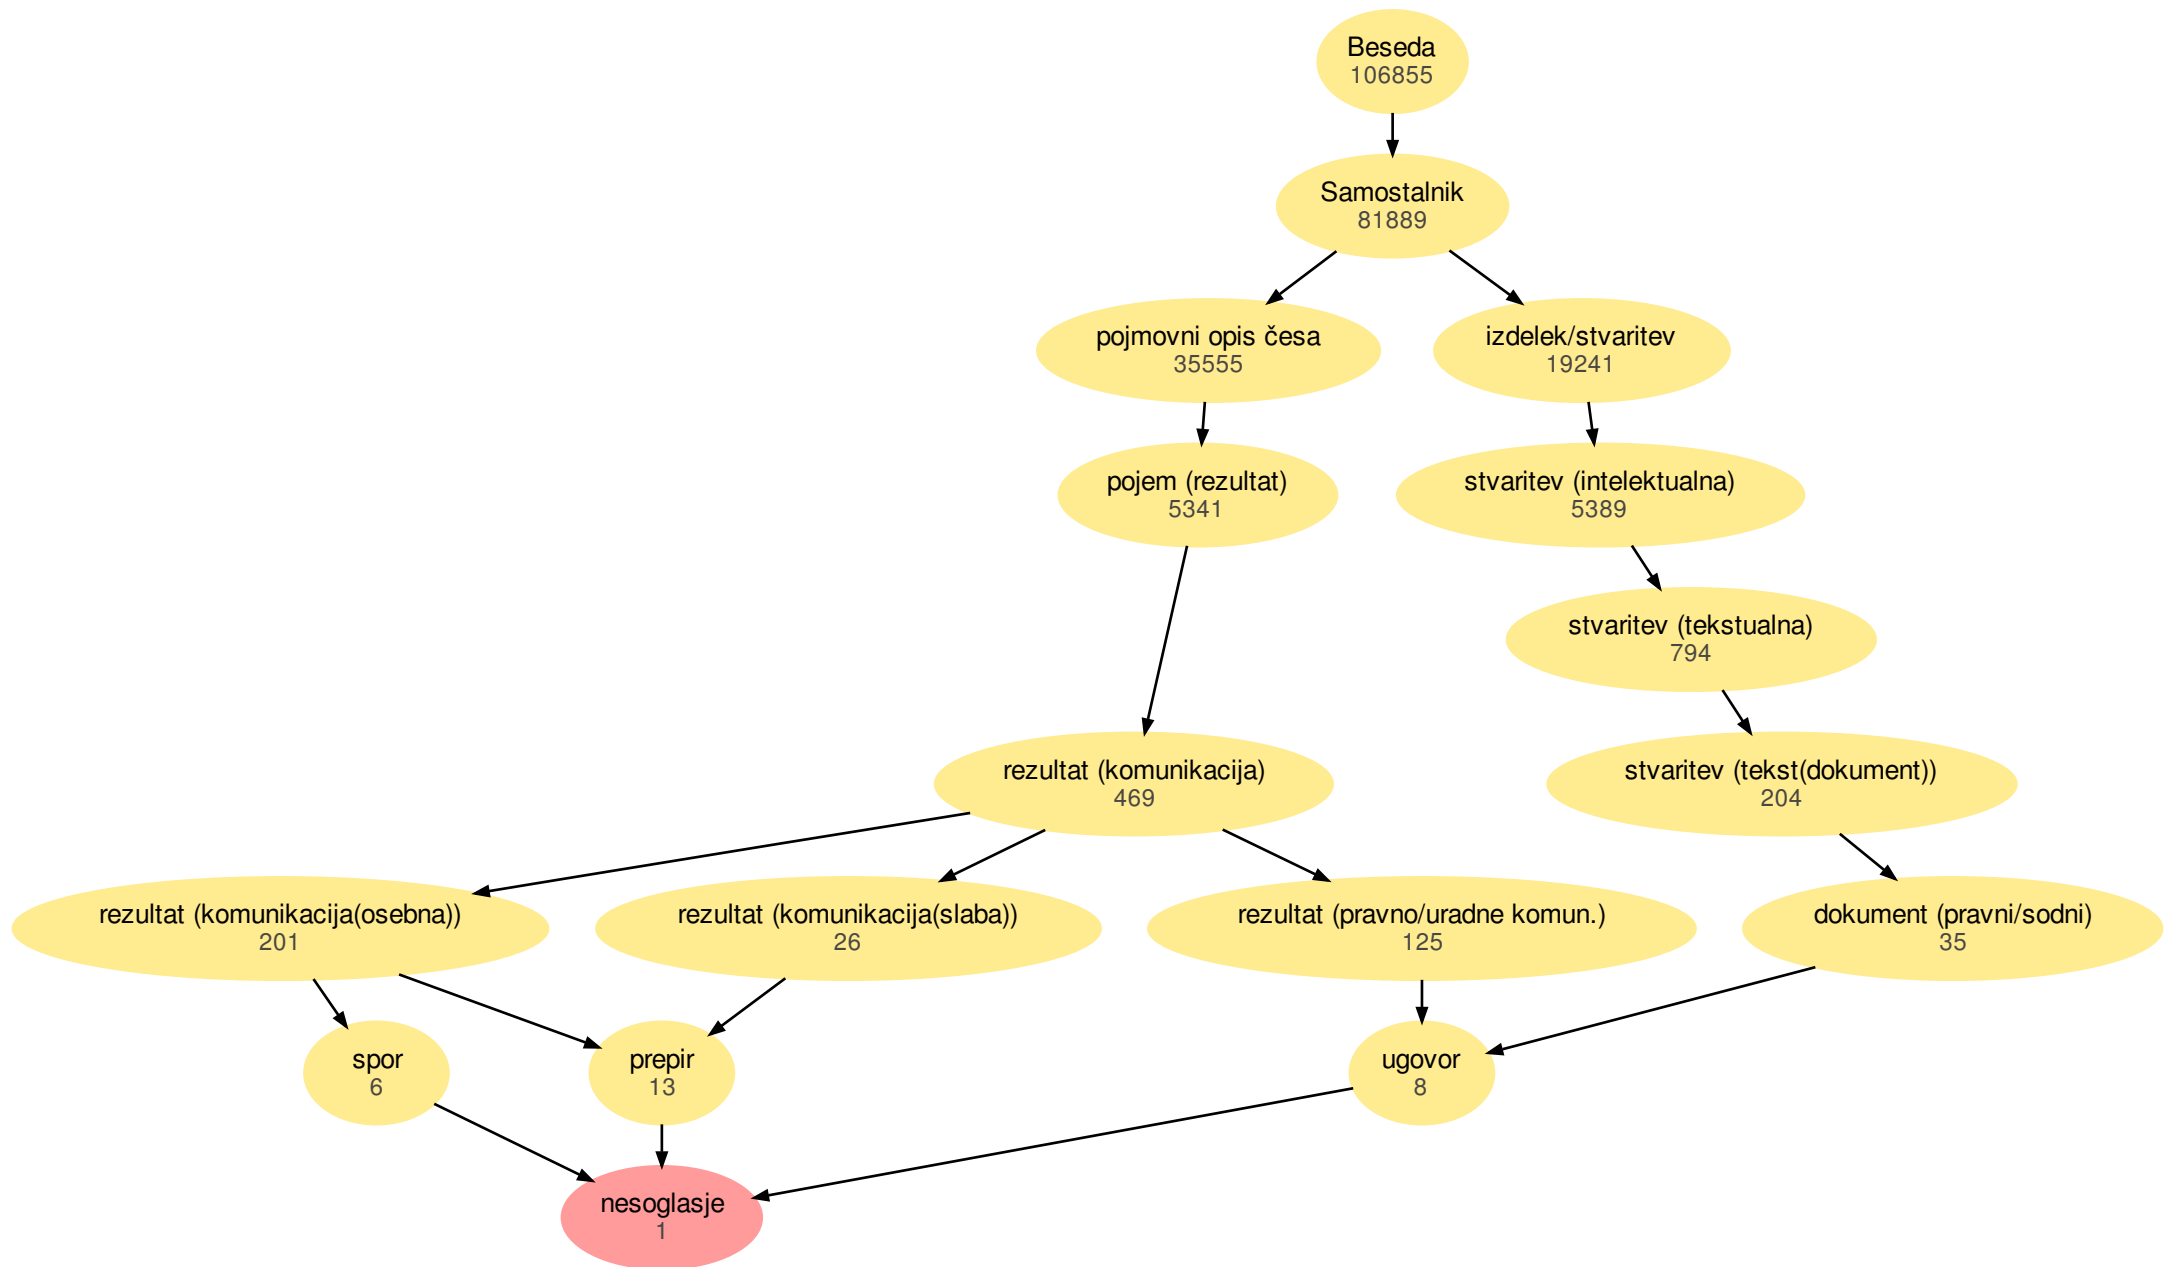 Beseda
106855
Samostalnik
81889
pojmovni opis česa
35555
izdelek/stvaritev
19241
pojem (rezultat)
5341
stvaritev (intelektualna)
5389
stvaritev (tekstualna)
794
rezultat (komunikacija)
469
stvaritev (tekst(dokument))
204
rezultat (komunikacija(osebna))
201
rezultat (komunikacija(slaba))
26
rezultat (pravno/uradne komun.)
125
dokument (pravni/sodni)
35
spor
6
prepir
13
ugovor
8
nesoglasje
1